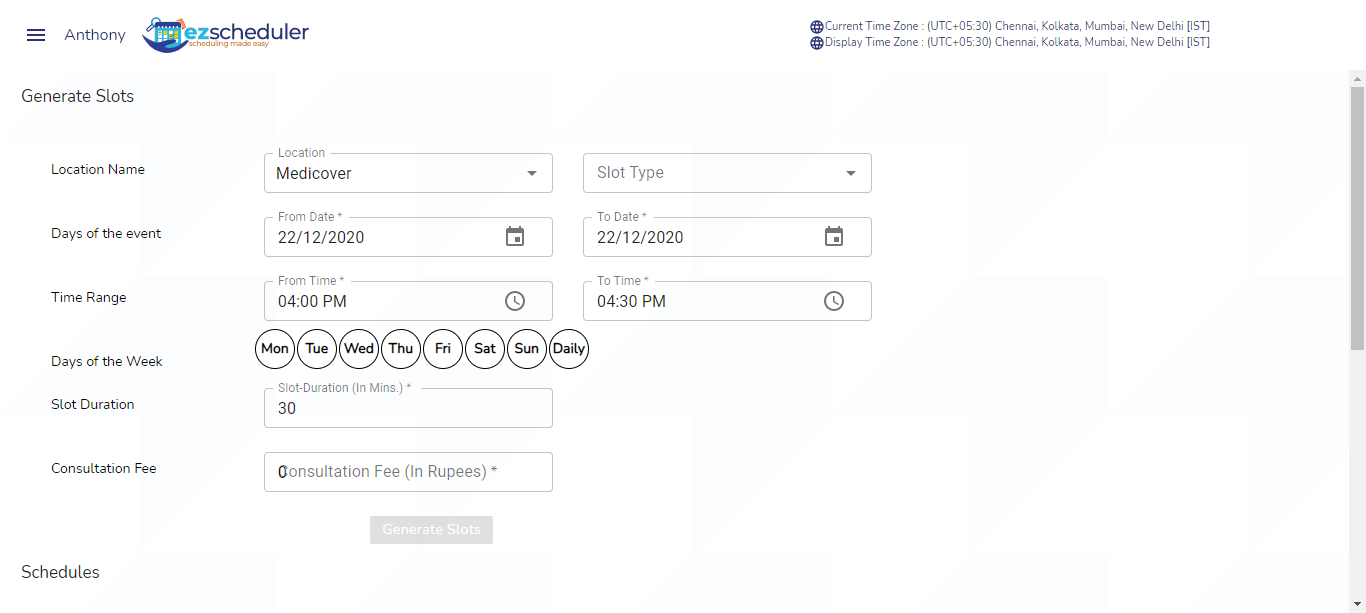 Anthony
ezscheduler
scheduling made easy
Current Time Zone : (UTC+05:30) Chennai, Kolkata, Mumbai, New Delhi [IST]
Display Time Zone : (UTC+05:30) Chennai, Kolkata, Mumbai, New Delhi [IST]
Generate Slots
Location Name
Location
Medicover
Slot Type
Days of the event
From Date *
22/12/2020
To Date *
22/12/2020
Time Range
From Time *
04:00 PM
To Time *
04:30 PM
Days of the Week
Mon Tue Wed Thu Fri Sat Sun Daily
Slot Duration
Slot-Duration (In Mins.) *
30
Consultation Fee
0
Consultation Fee (In Rupees) *
Generate Slots
Schedules